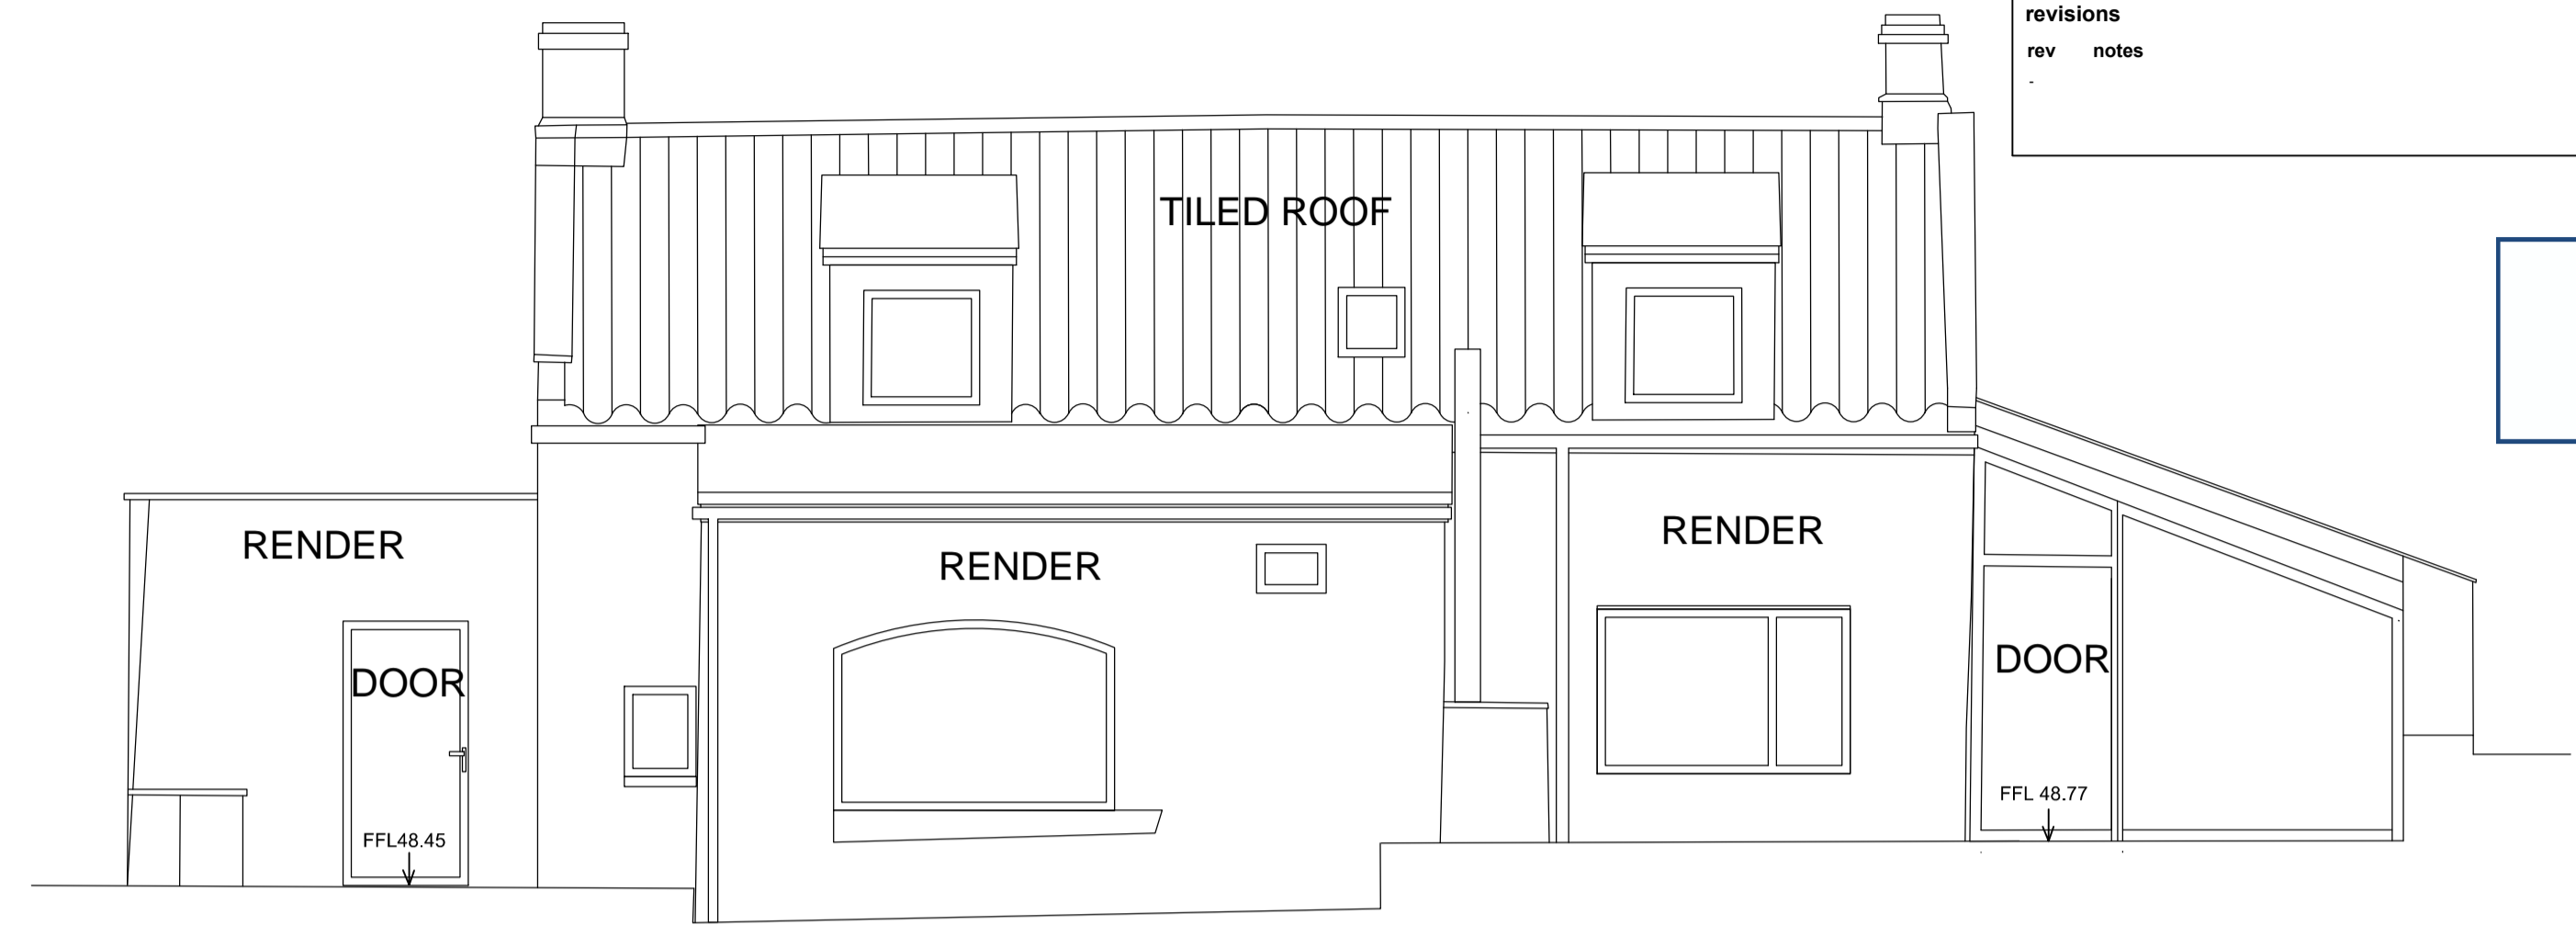 revisions
rev notes
-
TILED ROOF
RENDER
RENDER
RENDER
DOOR
DOOR
FFL48.45
FFL 48.77